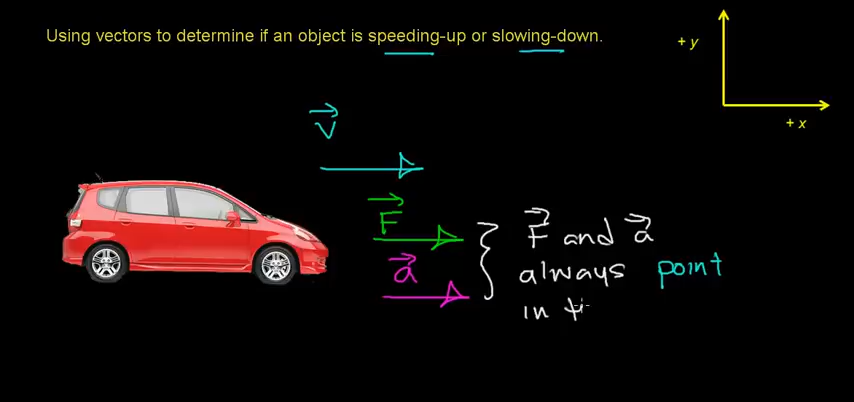 Using vectors to determine if an object is speeding-up or slowing-down.
+ y
+ x
V
F
a
F and a
always point
in t